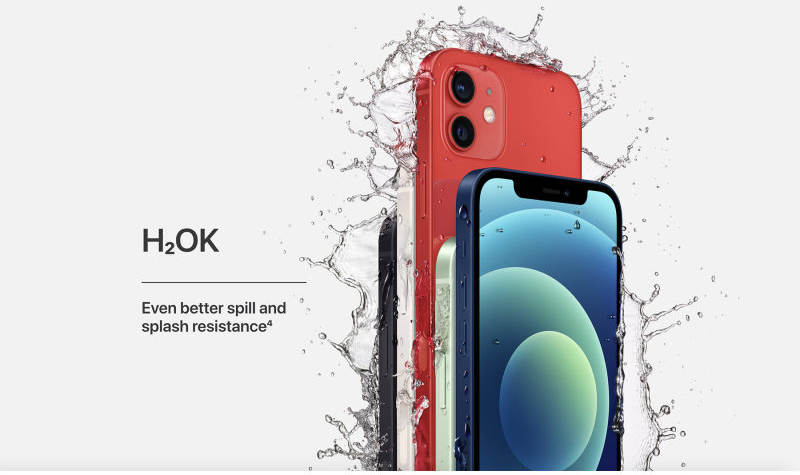 H₂OK
Even better spill and
splash resistance⁴